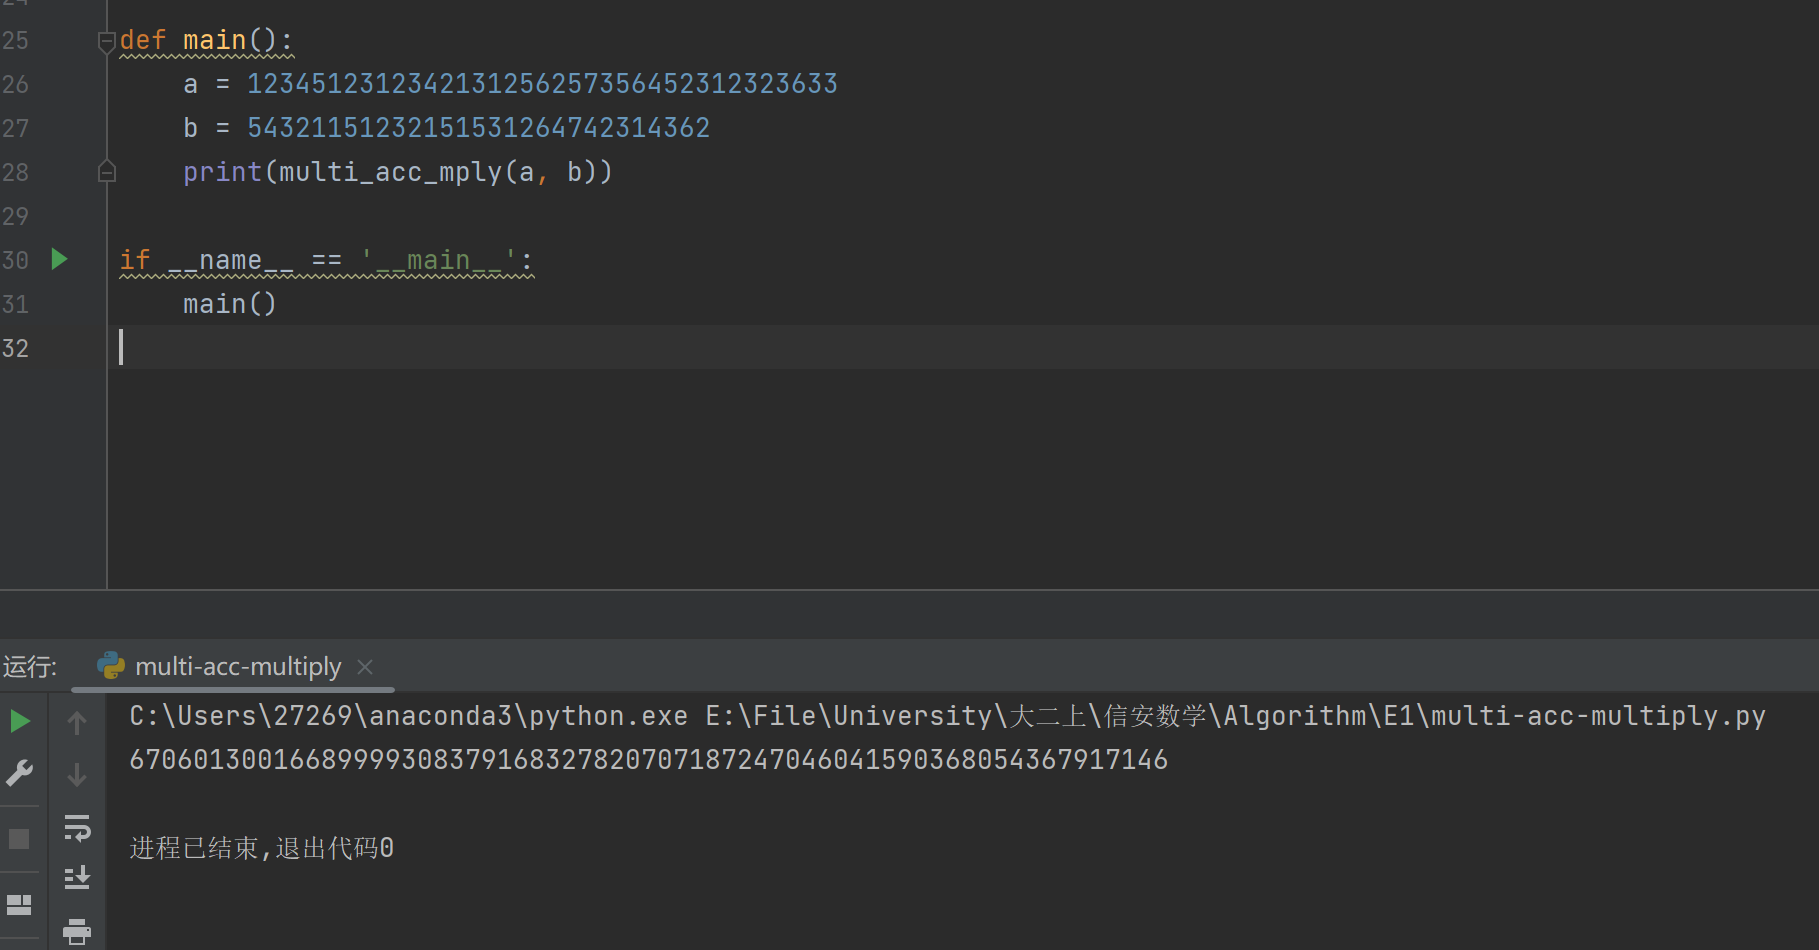 25 def main():
26 a = 1234512312342131256257356452312323633
27 b = 54321151232151531264742314362
28 print(multi_acc_mply(a, b))
29
30 if __name__ == '__main__':
31 main()
32
运行: multi-acc-multiply
C:\Users\27269\anaconda3\python.exe E:\File\University\大二上\信安数学\Algorithm\E1\multi-acc-multiply.py
67060130016689999308379168327820707187247046041590368054367917146
进程已结束,退出代码0